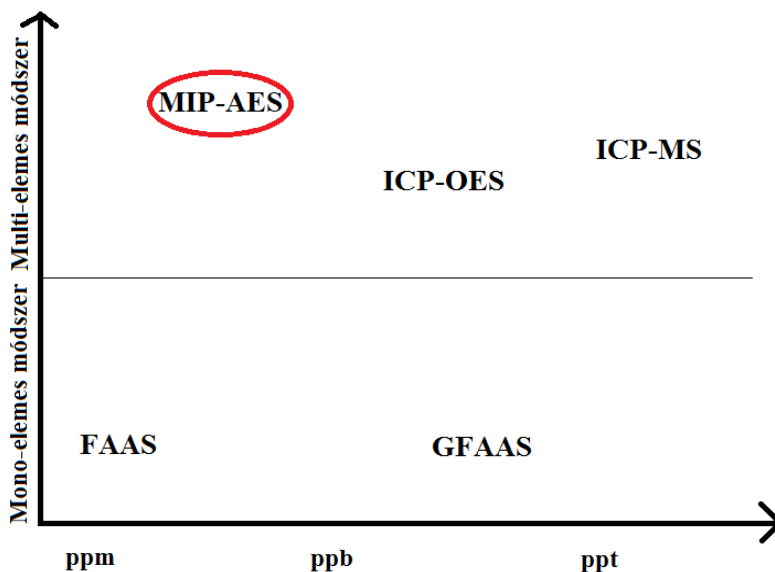 Multi-elemes módszer
MIP-AES
ICP-MS
ICP-OES
Mono-elemes módszer
FAAS
GFAAS
ppm
ppb
ppt